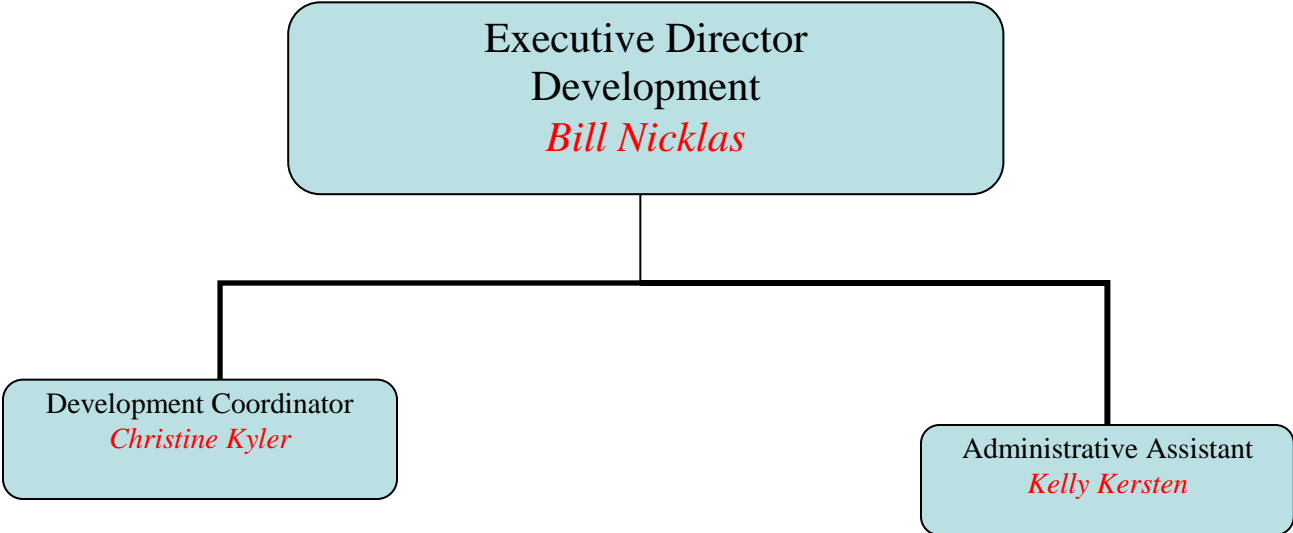 Executive Director
Development
Bill Nicklas
Development Coordinator
Christine Kyler
Administrative Assistant
Kelly Kersten